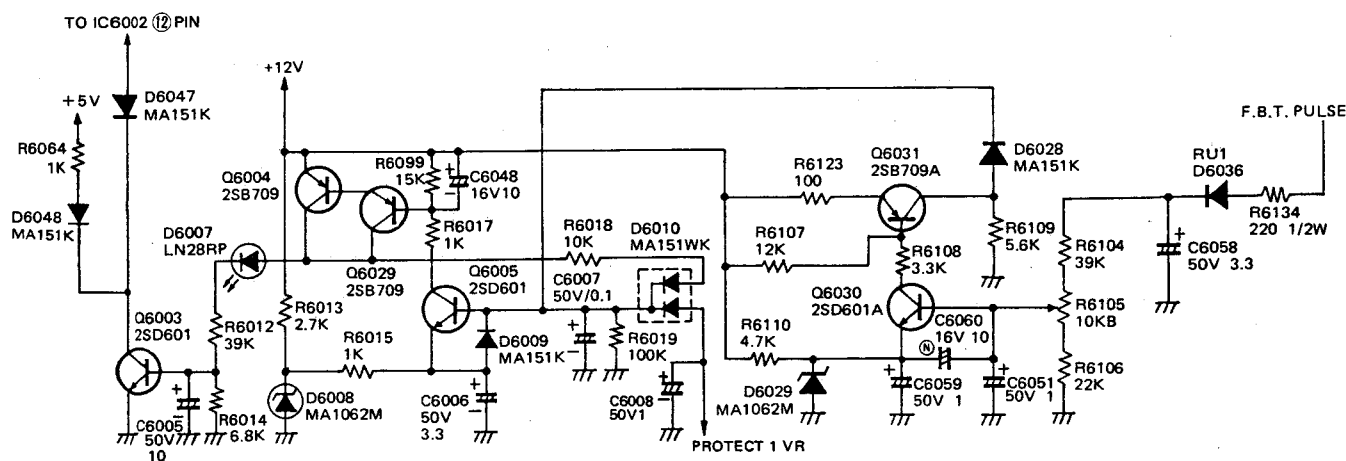 TO IC6002 ⑫ PIN
+12V
D6047
MA151K
+5V
R6064
1K
D6048
MA151K
Q6003
2SD601
C6005
50V
10
R6014
6.8K
R6012
39K
D6007
LN28RP
Q6004
2SB709
Q6029
2SB709
R6099
15K
C6048
16V10
R6017
1K
R6013
2.7K
R6015
1K
D6008
MA1062M
Q6005
2SD601
D6009
MA151K
C6006
50V
3.3
C6007
50V/0.1
R6018
10K
D6010
MA151WK
R6019
100K
C6008
50V1
PROTECT 1 VR
R6123
100
Q6031
2SB709A
D6028
MA151K
R6107
12K
R6108
3.3K
R6109
5.6K
Q6030
2SD601A
R6110
4.7K
C6060
16V 10
N
D6029
MA1062M
C6059
50V 1
C6051
50V 1
R6104
39K
R6105
10KB
R6106
22K
C6058
50V 3.3
RU1
D6036
R6134
220 1/2W
F.B.T. PULSE